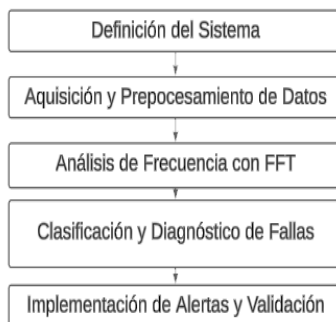 Definición del Sistema
Aquisición y Prepocesamiento de Datos
Análisis de Frecuencia con FFT
Clasificación y Diagnóstico de Fallas
Implementación de Alertas y Validación